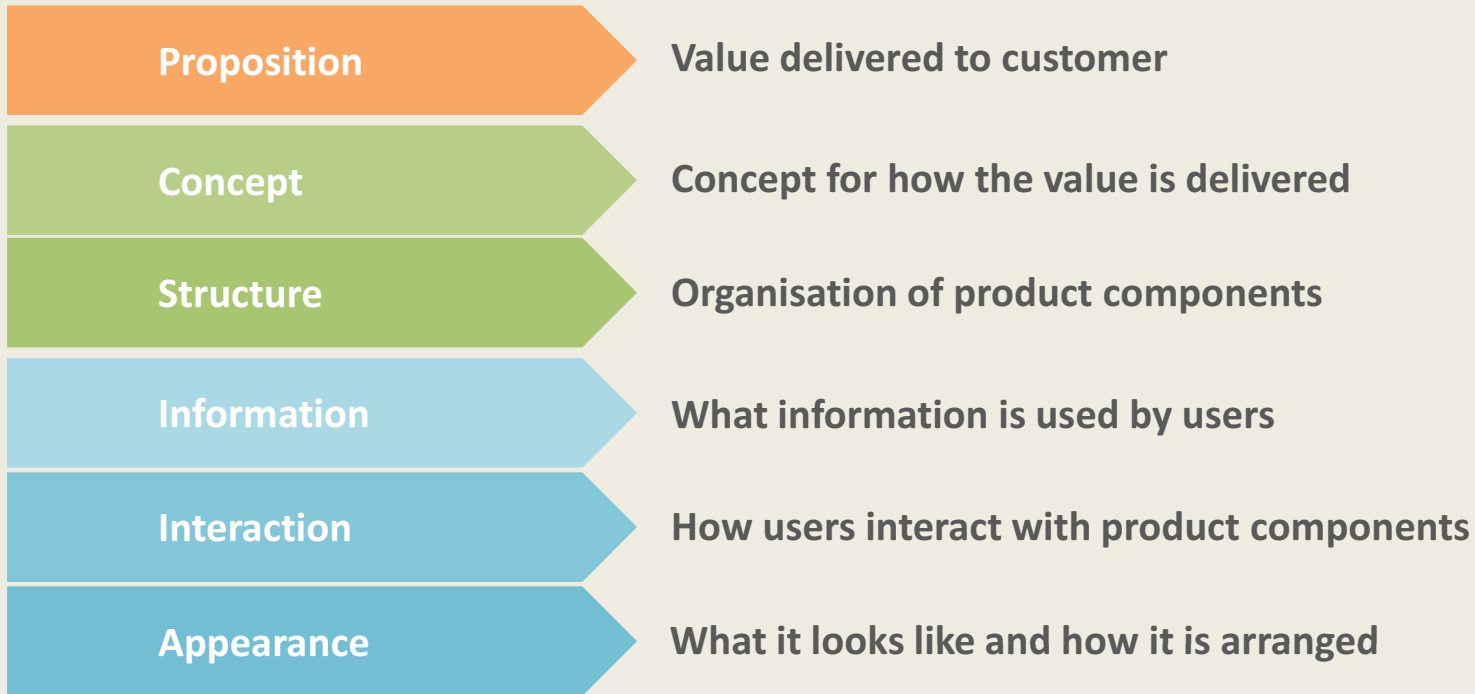 Proposition
Value delivered to customer
Concept
Concept for how the value is delivered
Structure
Organisation of product components
Information
What information is used by users
Interaction
How users interact with product components
Appearance
What it looks like and how it is arranged